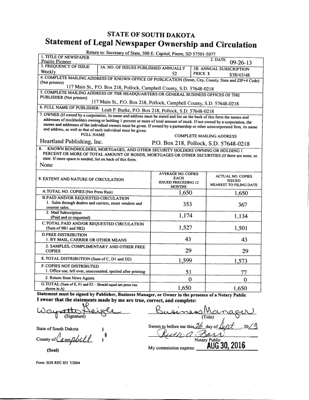 STATE OF SOUTH DAKOTA
Statement of Legal Newspaper Ownership and Circulation
Return to: Secretary of State, 500 E. Capitol, Pierre, SD 57501-5077
1. TITLE OF NEWSPAPER
Prairie Pioneer
2. DATE
09-26-13
3. FREQUENCY OF ISSUE
Weekly
3A. NO. OF ISSUES PUBLISHED ANNUALLY
52
3B. ANNUAL SUBSCRIPTION
PRICE $ $38/43/48
4. COMPLETE MAILING ADDRESS OF KNOWN OFFICE OF PUBLICATION (Street, City, County, State and ZIP+4 Code)
(Not printers)
117 Main St., P.O. Box 218, Pollock, Campbell County, S.D. 57648-0218
5. COMPLETE MAILING ADDRESS OF THE HEADQUARTERS OR GENERAL BUSINESS OFFICES OF THE
PUBLISHER (Not printers)
117 Main St., P.O. Box 218, Pollock, Campbell County, S.D. 57648-0218
6. FULL NAME OF PUBLISHER: Leah P. Burke, P.O. Box 218, Pollock, S.D. 57648-0218
7. OWNER (If owned by a corporation, its name and address must be stated and also on the back of this form the names and
addresses of stockholders owning or holding 1 percent or more of total amount of stock. If not owned by a corporation, the
names and addresses of the individual owners must be given. If owned by a partnership or other unincorporated firm, its name
and address, as well as that of each individual must be given.
FULL NAME
COMPLETE MAILING ADDRESS
Heartland Publishing, Inc.
P.O. Box 218, Pollock, S.D. 57648-0218
8. KNOWN BONDHOLDERS, MORTGAGES, AND OTHER SECURITY HOLDERS OWNING OR HOLDING 1
PERCENT OR MORE OF TOTAL AMOUNT OF BONDS, MORTGAGES OR OTHER SECURITIES (If there are none, so
state. If more space is needed, list on back of this form.
None
9. EXTENT AND NATURE OF CIRCULATION
AVERAGE NO. COPIES
EACH
ISSUED PRECEDING 12
MONTHS
ACTUAL NO. COPIES
ISSUED
NEAREST TO FILING DATE
A.TOTAL NO. COPIES (Net Press Run) 1,650 1,650
B.PAID AND/OR REQUESTED CIRCULATION
1. Sales through dealers and carriers, street vendors and
counter sales. 353 367
2. Mail Subscription
(Paid and or requested) 1,174 1,134
C.TOTAL PAID AND/OR REQUESTED CIRCULATION
(Sum of 9B1 and 9B2) 1,527 1,501
D.FREE DISTRIBUTION
1. BY MAIL, CARRIER OR OTHER MEANS 43 43
2. SAMPLES, COMPLIMENTARY AND OTHER FREE
COPIES 29 29
E. TOTAL DISTRIBUTION (Sum of C, D1 and D2) 1,599 1,573
F. COPIES NOT DISTRIBUTED
1. Office use, left over, unaccounted, spoiled after printing 51 77
2. Return from News Agents 0 0
G. TOTAL (Sum of E, F1 and F2 - Should equal net press run
shown in A) 1,650 1,650
Statement must be signed by Publisher, Business Manager, or Owner in the presence of a Notary Public
I swear that the statements made by me are true, correct, and complete:
Business Manager
(Signature)
(Title)
State of South Dakota )
Sworn to before me this 26 day of Sept 2013
County of Campbell )
Notary Public
(Seal)
My commission expires: AUG 30 2016
Form: SOS REC 051 7/2004